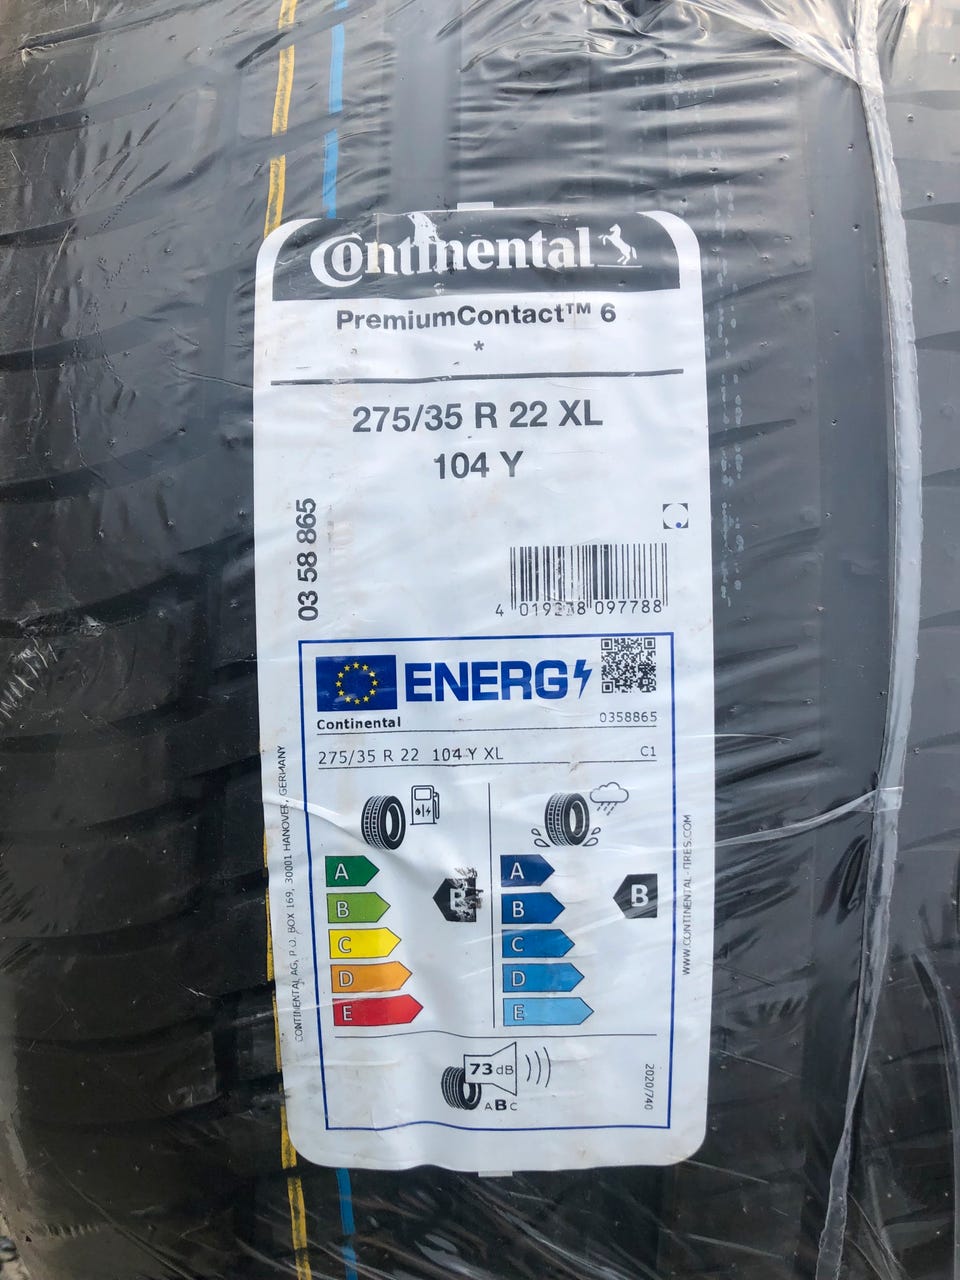 Continental
PremiumContact™ 6
*
275/35 R 22 XL
104 Y
03 58 865
4 019238 097788
ENERG
Continental 0358865
275/35 R 22 104 Y XL C1
A A
B B B
C C
D D
E E
73 dB
ABC
2020/740
CONTINENTAL AG, P.O. BOX 169, 30001 HANOVER, GERMANY
WWW.CONTINENTAL-TIRES.COM